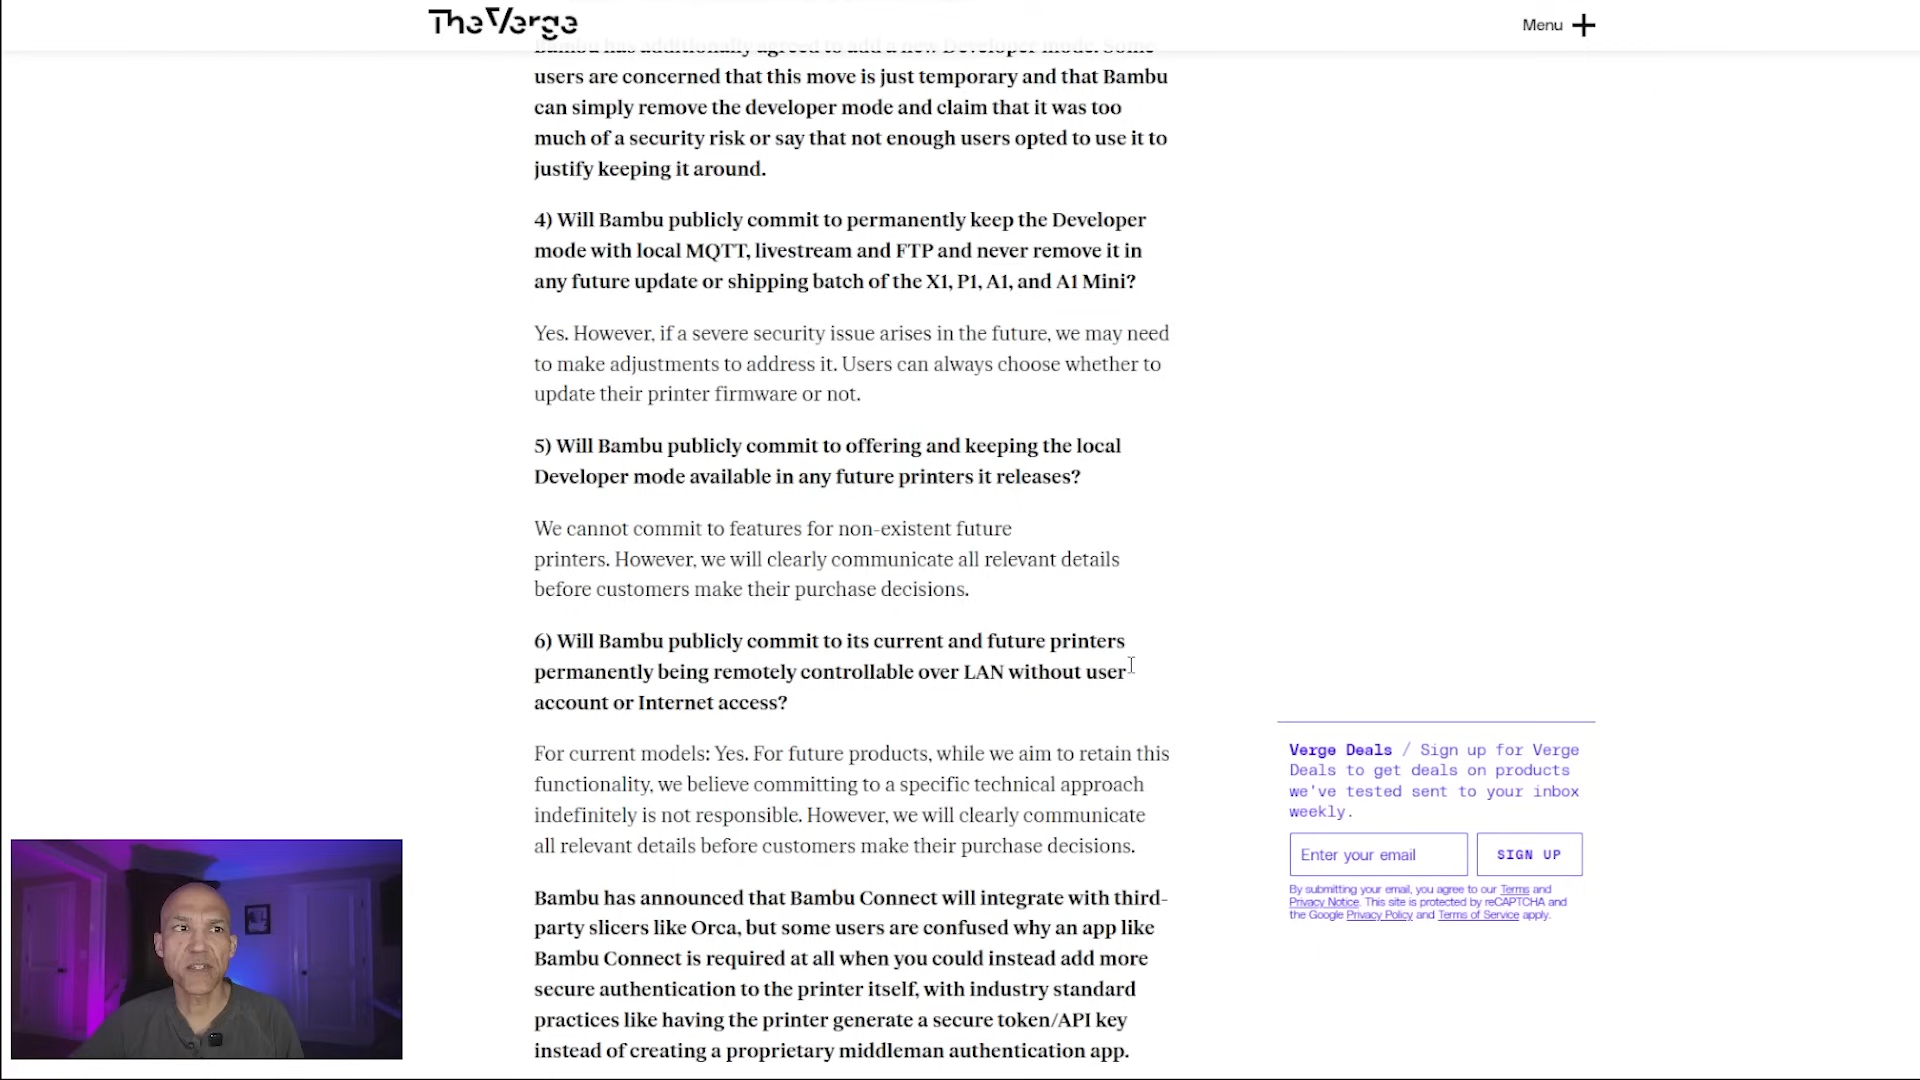 The Verge
Menu
Bambu has additionally agreed to add a new Developer mode. Some
users are concerned that this move is just temporary and that Bambu
can simply remove the developer mode and claim that it was too
much of a security risk or say that not enough users opted to use it to
justify keeping it around.
4) Will Bambu publicly commit to permanently keep the Developer
mode with local MQTT, livestream and FTP and never remove it in
any future update or shipping batch of the X1, P1, A1, and A1 Mini?
Yes. However, if a severe security issue arises in the future, we may need
to make adjustments to address it. Users can always choose whether to
update their printer firmware or not.
5) Will Bambu publicly commit to offering and keeping the local
Developer mode available in any future printers it releases?
We cannot commit to features for non-existent future
printers. However, we will clearly communicate all relevant details
before customers make their purchase decisions.
6) Will Bambu publicly commit to its current and future printers
permanently being remotely controllable over LAN without user
account or Internet access?
For current models: Yes. For future products, while we aim to retain this
functionality, we believe committing to a specific technical approach
indefinitely is not responsible. However, we will clearly communicate
all relevant details before customers make their purchase decisions.
Bambu has announced that Bambu Connect will integrate with third-
party slicers like Orca, but some users are confused why an app like
Bambu Connect is required at all when you could instead add more
secure authentication to the printer itself, with industry standard
practices like having the printer generate a secure token/API key
instead of creating a proprietary middleman authentication app.
Verge Deals / Sign up for Verge
Deals to get deals on products
we've tested sent to your inbox
weekly.
Enter your email
SIGN UP
By submitting your email, you agree to our Terms and
Privacy Notice. This site is protected by reCAPTCHA and
the Google Privacy Policy and Terms of Service apply.